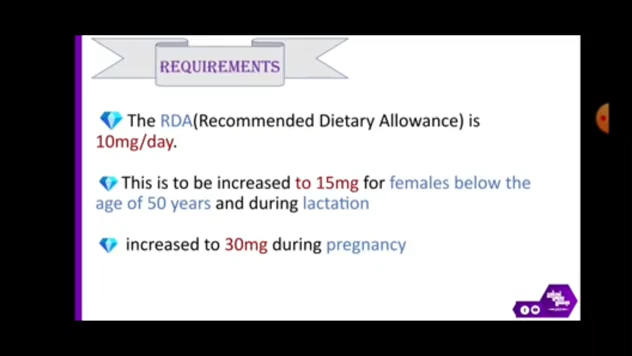 REQUIREMENTS
The RDA(Recommended Dietary Allowance) is
10mg/day.
This is to be increased to 15mg for females below the
age of 50 years and during lactation
increased to 30mg during pregnancy